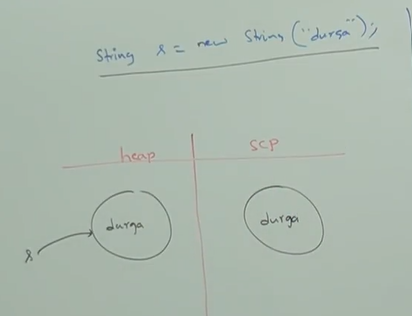 String s = new String ("durga");
heap
SCP
durga
durga
s